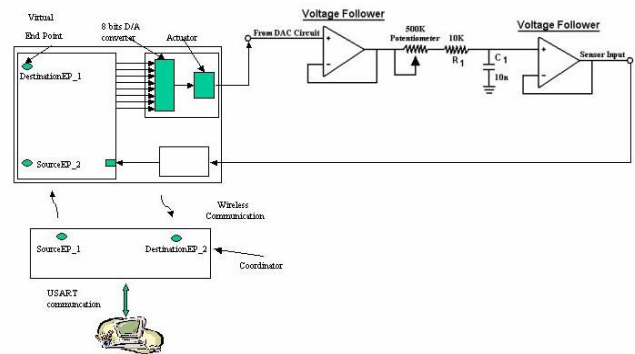 Virtual
End Point
8 bits D/A
converter
Actuator
DestinationEP_1
SourceEP_2
From DAC Circuit
Voltage Follower
500K
Potentiometer
10K
R1
C1
10n
Voltage Follower
Sensor Input
+
-
+
-
Wireless
Communication
SourceEP_1
DestinationEP_2
Coordinator
USART
communcation